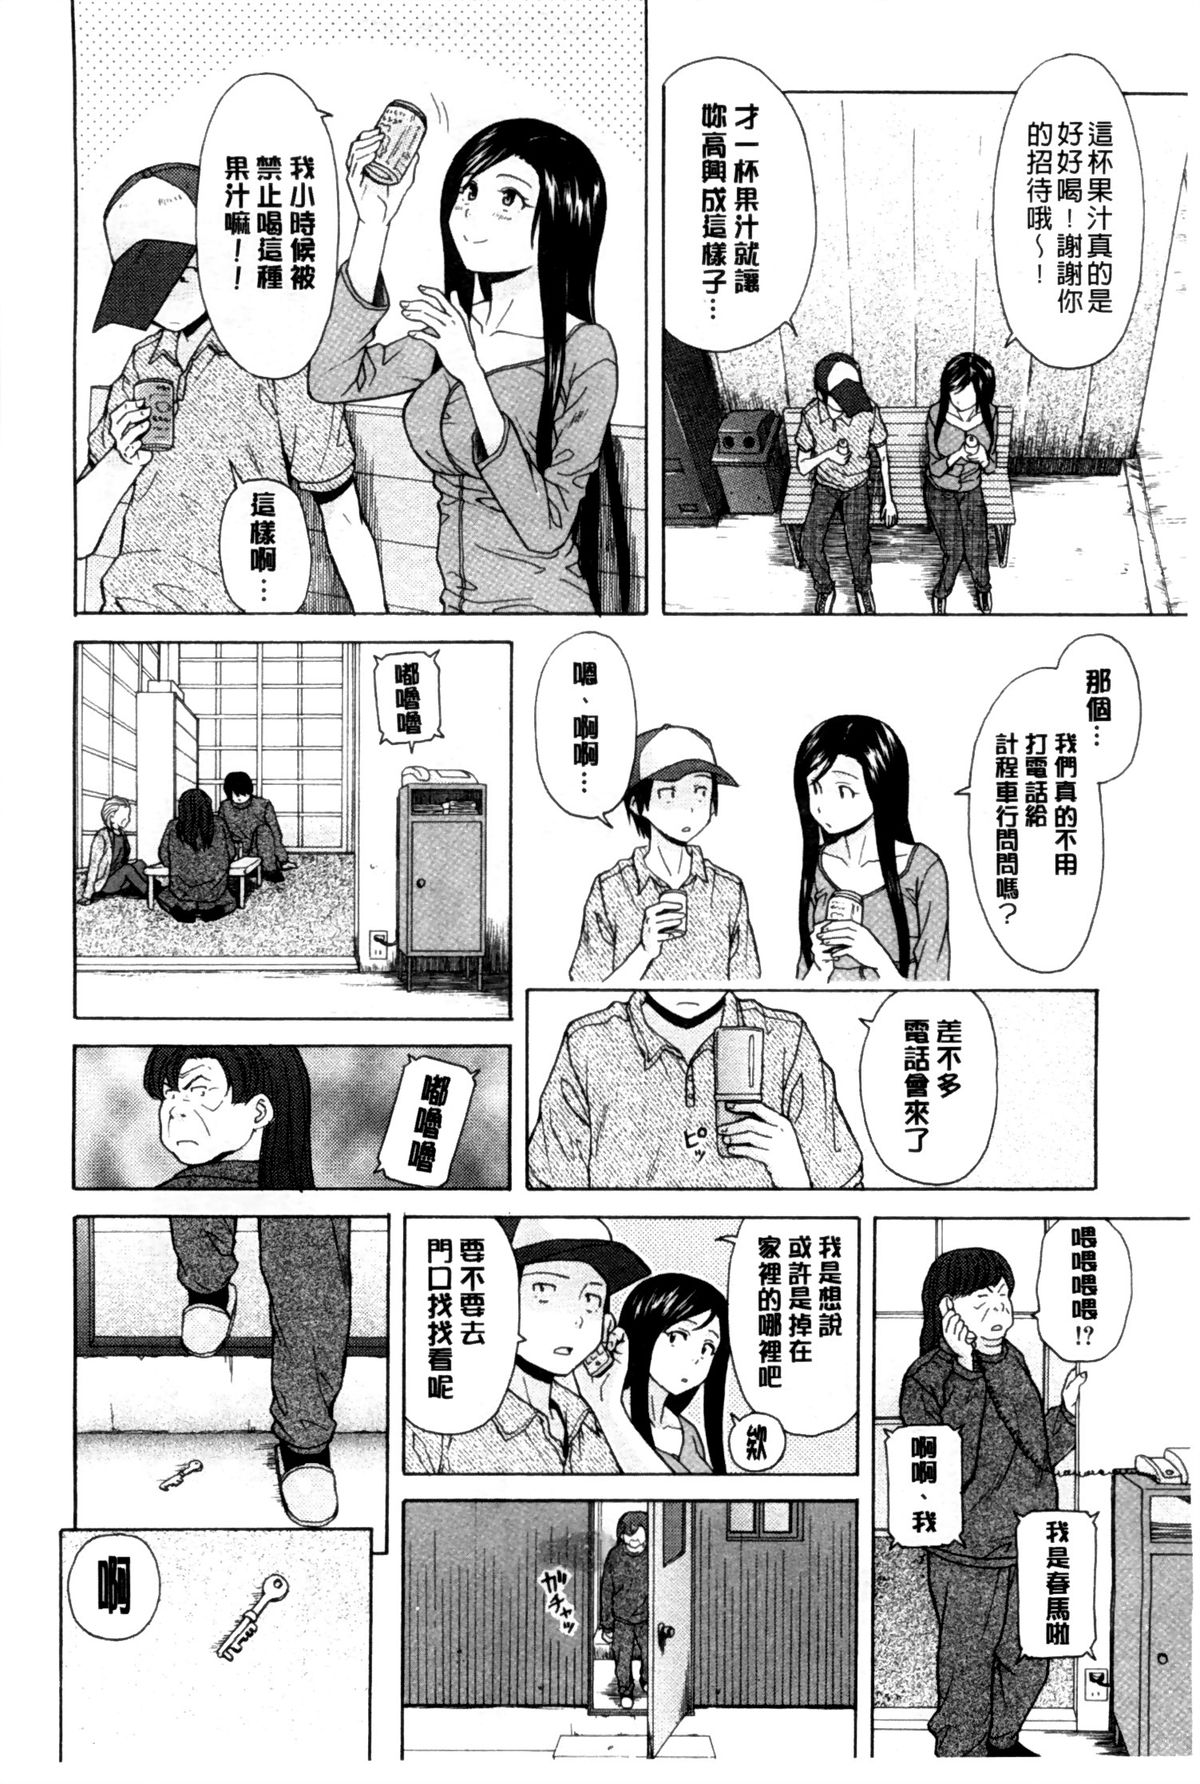 這杯果汁真的是
好好喝！謝謝你
的招待哦～！
才一杯果汁就讓
妳高興成這樣子…
我小時候被
禁止喝這種
果汁嘛！！
這樣啊…
那個…
我們真的不用
打電話給
計程車行問問嗎？
嗯、啊啊…
嘟嚕嚕
差不多
電話會來了
ピッ
嘟嚕嚕
喂喂喂喂!?
啊啊、我
我是春馬啦
我是想說
或許是掉在
家裡的哪裡吧
欸
要不要去
門口找找看呢
ガチャッ
啊